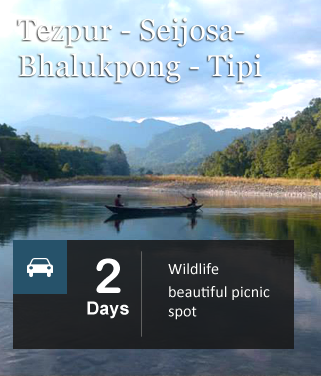 Tezpur - Seijosa-
Bhalukpong - Tipi
2
Days
Wildlife
beautiful picnic
spot